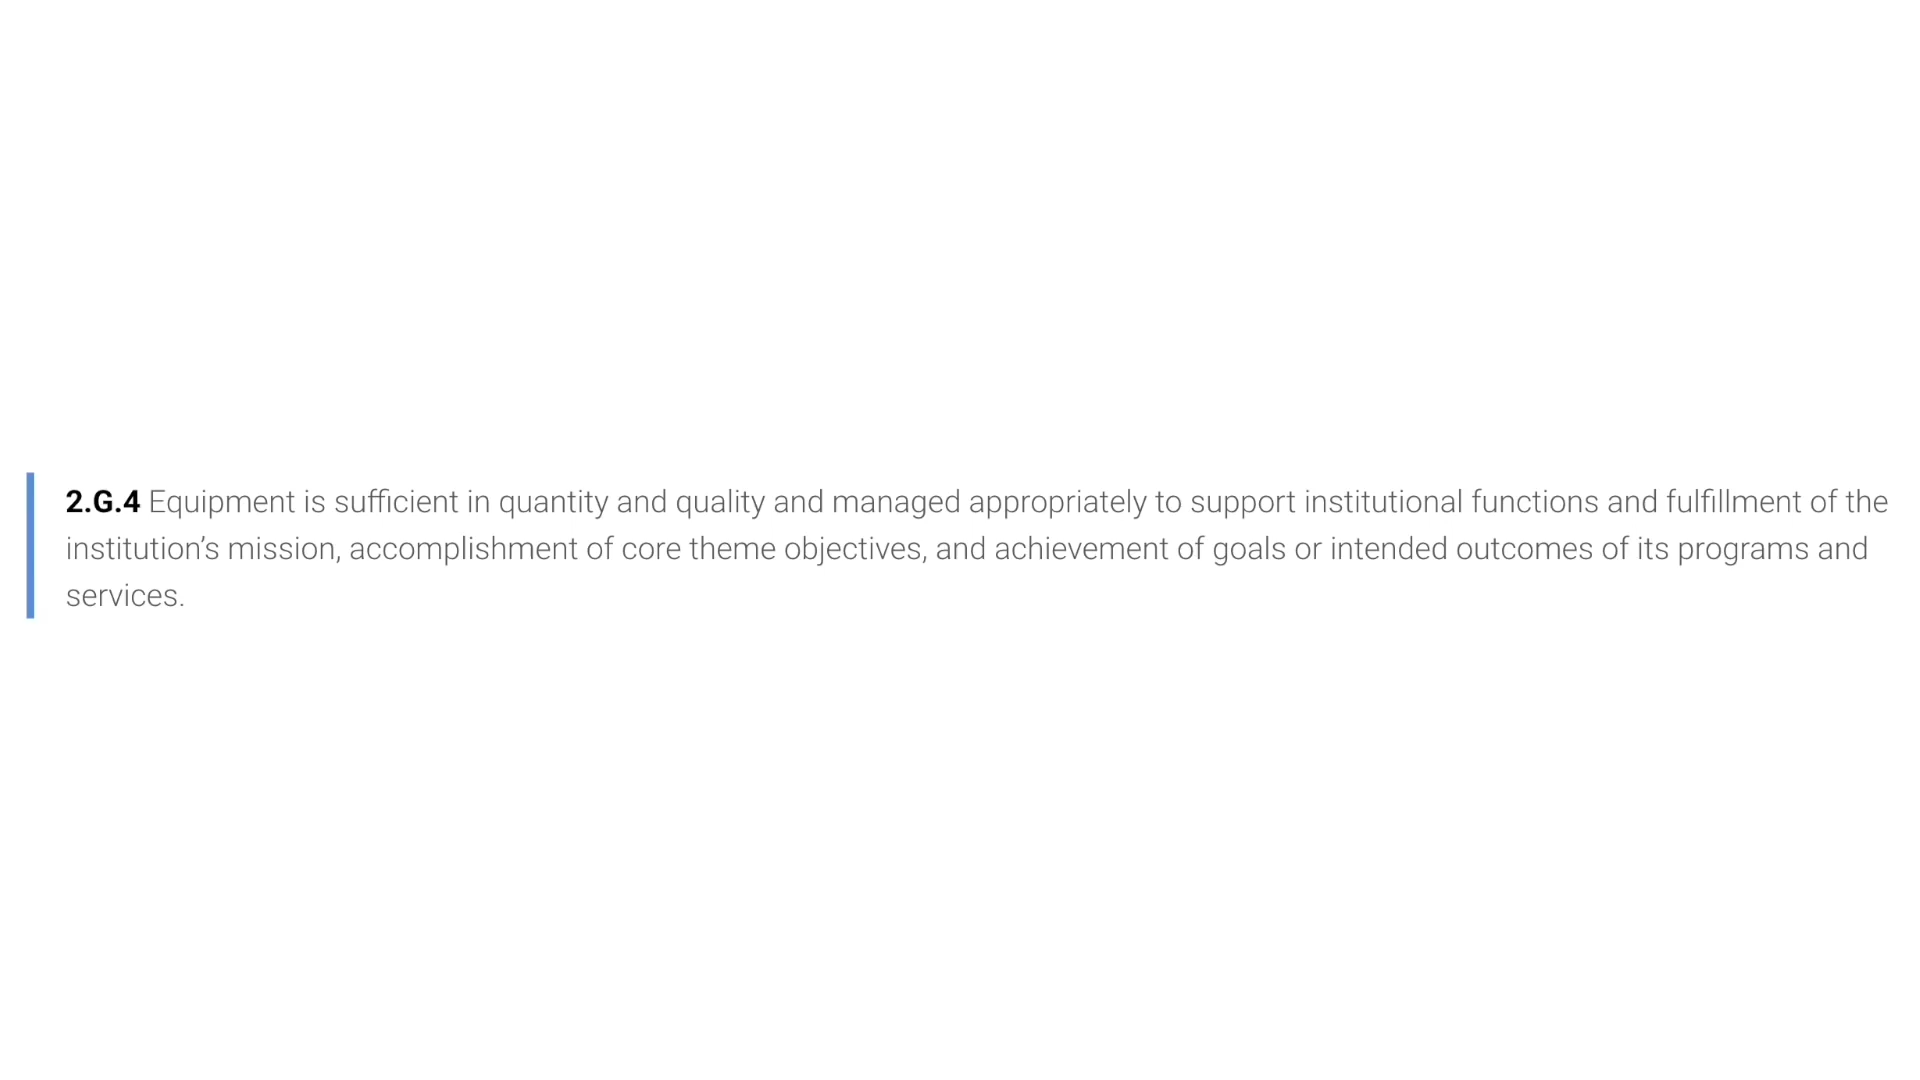 2.G.4 Equipment is sufficient in quantity and quality and managed appropriately to support institutional functions and fulfillment of the
institution’s mission, accomplishment of core theme objectives, and achievement of goals or intended outcomes of its programs and
services.